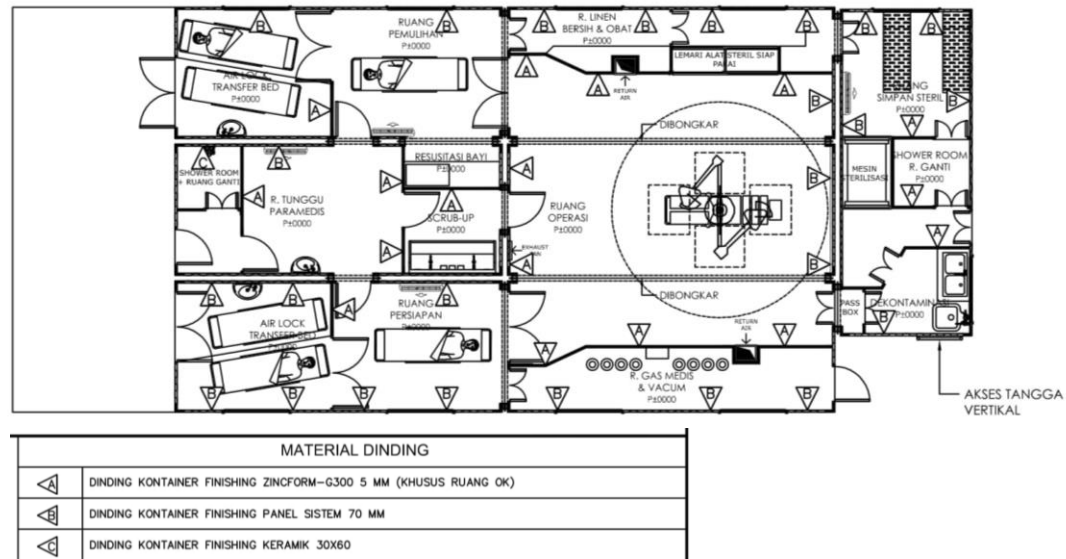 RUANG
PEMULIHAN
P±0000
AIR LOCK
TRANSFER BED
P±0000
R. LINEN
BERSIH & OBAT
P±0000
LEMARI ALAT STERIL SIAP
PAKAI
RETURN
AIR
SIMPAN STERIL
P±0000
DIBONGKAR
SHOWER ROOM
+ RUANG GANTI
R. TUNGGU
PARAMEDIS
P±0000
RESUSITASI BAYI
P±0000
SCRUB-UP
P±0000
RUANG
OPERASI
P±0000
EXHAUST
MESIN
STERILISASI
SHOWER ROOM
R. GANTI
P±0000
DIBONGKAR
AIR LOCK
TRANSFER BED
P±0000
RUANG
PERSIAPAN
P±0000
RETURN
AIR
R. GAS MEDIS
& VACUM
P±0000
PASS
BOX
DEKONTAMINASI
P±0000
AKSES TANGGA
VERTIKAL
A
B
C
MATERIAL DINDING
A DINDING KONTAINER FINISHING ZINCFORM-G300 5 MM (KHUSUS RUANG OK)
B DINDING KONTAINER FINISHING PANEL SISTEM 70 MM
C DINDING KONTAINER FINISHING KERAMIK 30X60